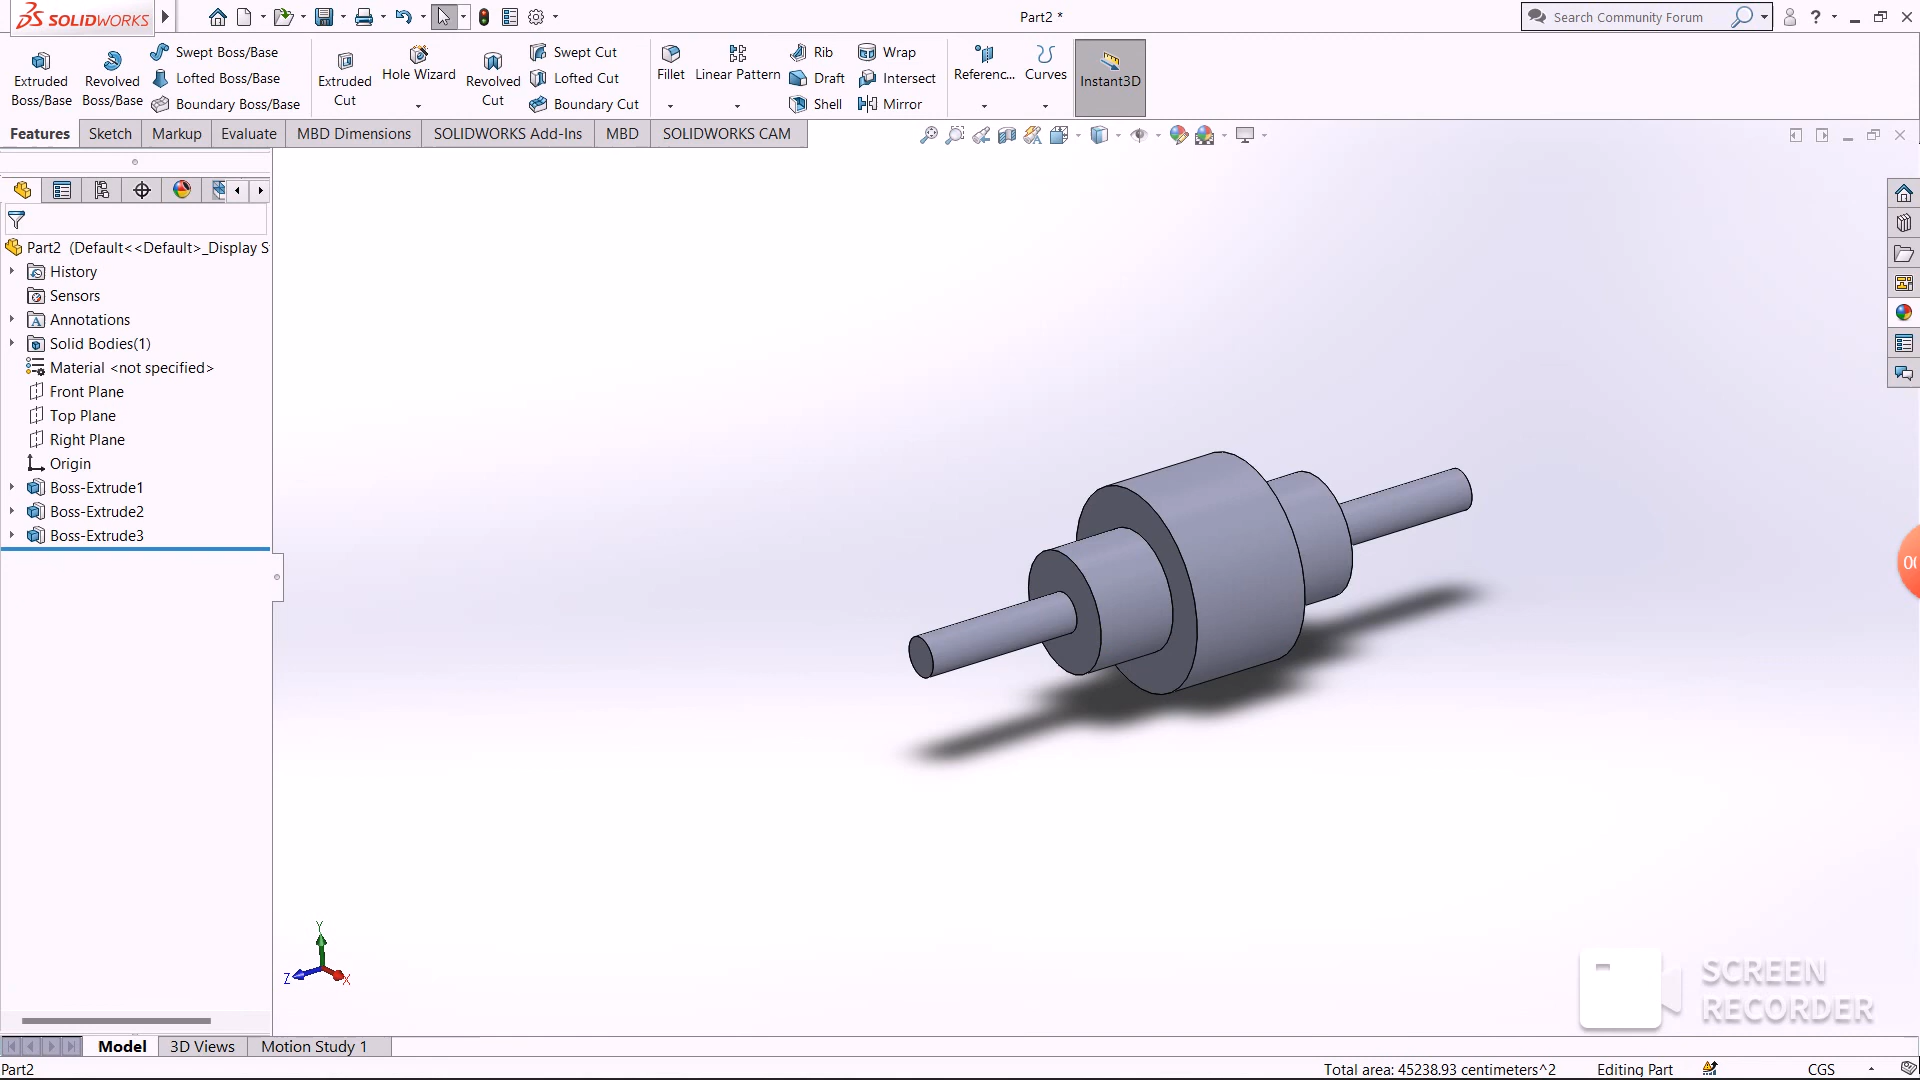 SOLIDWORKS
Part2 *
Search Community Forum
?
Extruded Boss/Base
Revolved Boss/Base
Swept Boss/Base
Lofted Boss/Base
Boundary Boss/Base
Extruded Cut
Hole Wizard
Revolved Cut
Swept Cut
Lofted Cut
Boundary Cut
Fillet
Linear Pattern
Rib
Draft
Shell
Wrap
Intersect
Mirror
Referenc...
Curves
Instant3D
Features
Sketch
Markup
Evaluate
MBD Dimensions
SOLIDWORKS Add-Ins
MBD
SOLIDWORKS CAM
Part2 (Default<<Default>_Display S
History
Sensors
Annotations
Solid Bodies(1)
Material <not specified>
Front Plane
Top Plane
Right Plane
Origin
Boss-Extrude1
Boss-Extrude2
Boss-Extrude3
00
Y
Z
X
SCREEN
RECORDER
Model
3D Views
Motion Study 1
Part2
Total area: 45238.93 centimeters^2
Editing Part
CGS